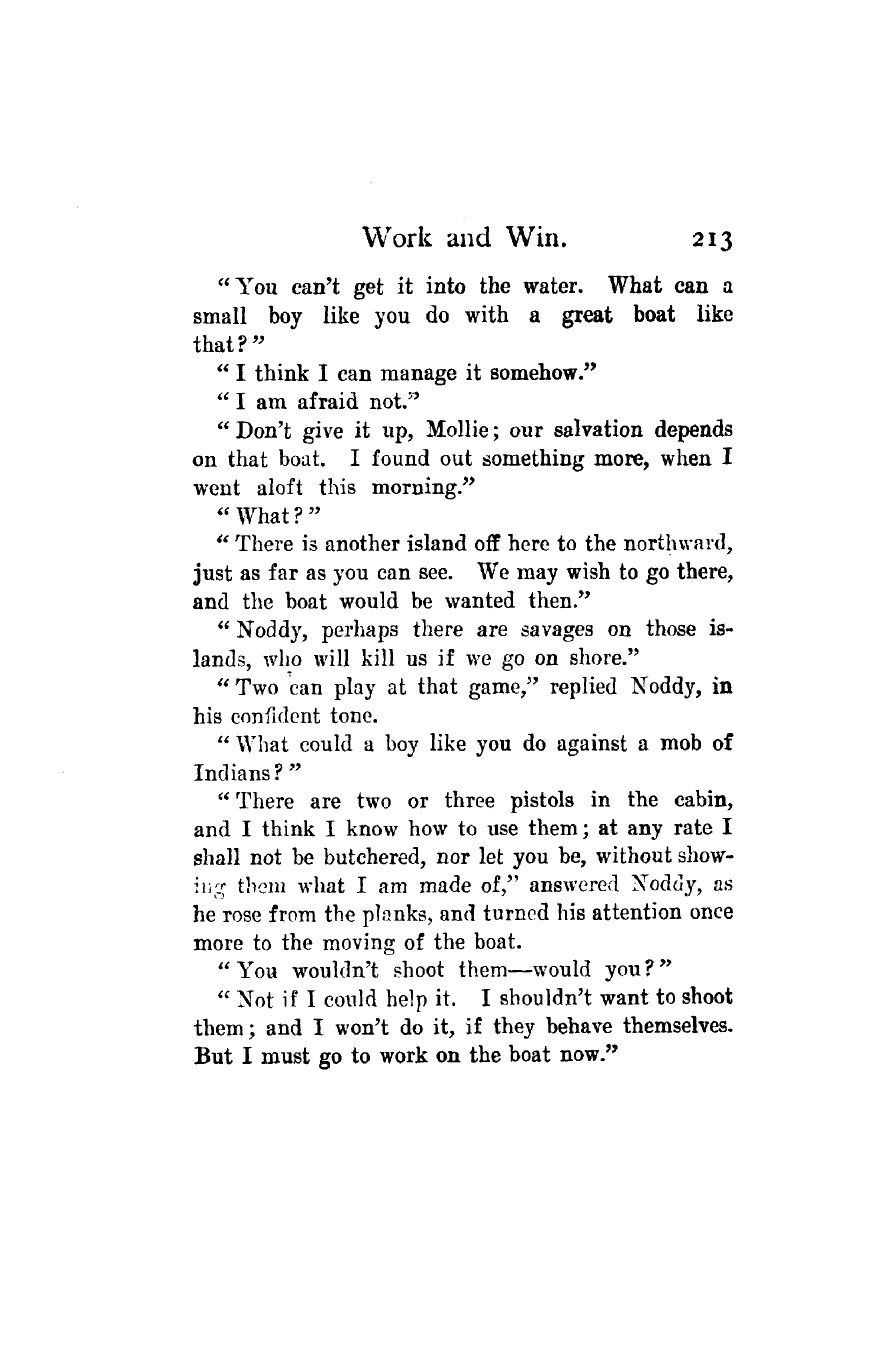 Work and Win. 213
“You can’t get it into the water. What can a
small boy like you do with a great boat like
that?”
“I think I can manage it somehow.”
“I am afraid not.”
“Don’t give it up, Mollie; our salvation depends
on that boat. I found out something more, when I
went aloft this morning.”
“What?”
“There is another island off here to the northward,
just as far as you can see. We may wish to go there,
and the boat would be wanted then.”
“Noddy, perhaps there are savages on those is-
lands, who will kill us if we go on shore.”
“Two can play at that game,” replied Noddy, in
his confident tone.
“What could a boy like you do against a mob of
Indians?”
“There are two or three pistols in the cabin,
and I think I know how to use them; at any rate I
shall not be butchered, nor let you be, without show-
ing them what I am made of,” answered Noddy, as
he rose from the planks, and turned his attention once
more to the moving of the boat.
“You wouldn’t shoot them—would you?”
“Not if I could help it. I shouldn’t want to shoot
them; and I won’t do it, if they behave themselves.
But I must go to work on the boat now.”